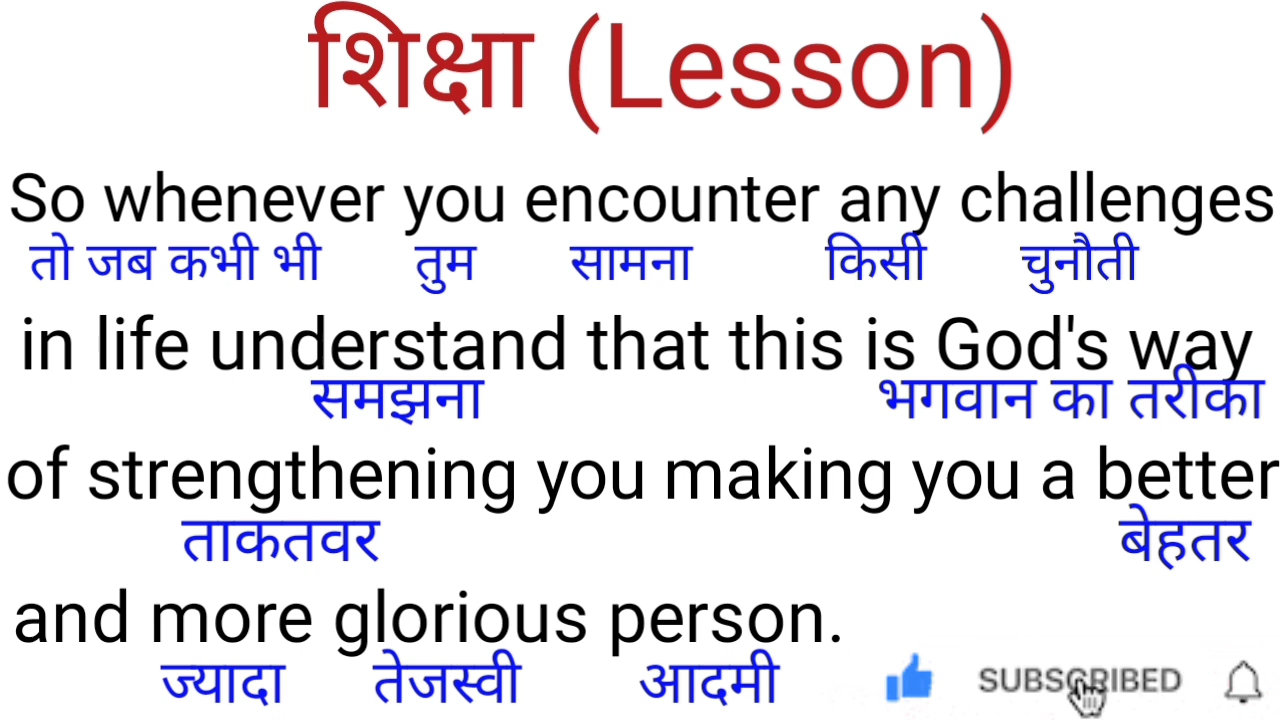 शिक्षा (Lesson)
So whenever you encounter any challenges
तो जब कभी भी तुम सामना किसी चुनौती
in life understand that this is God's way
समझना भगवान का तरीका
of strengthening you making you a better
ताकतवर बेहतर
and more glorious person.
ज्यादा तेजस्वी आदमी
SUBSCRIBED